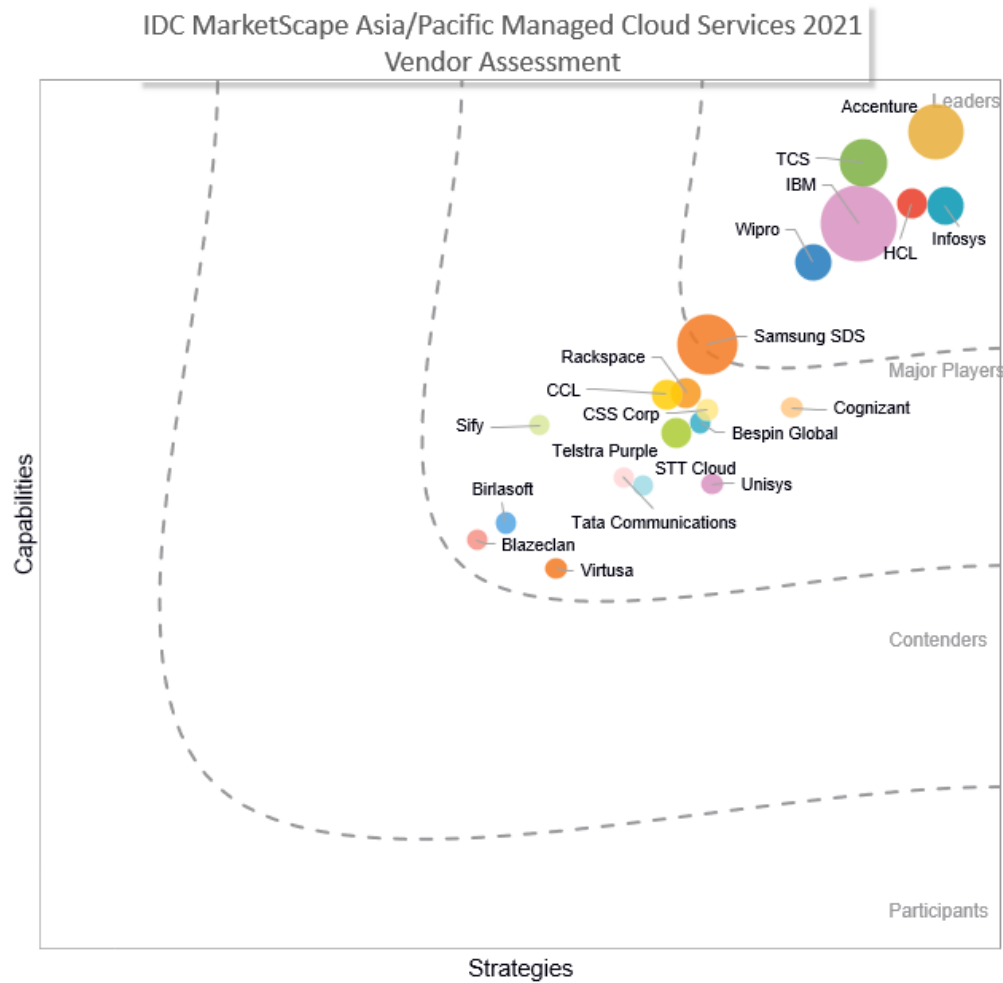 IDC MarketScape Asia/Pacific Managed Cloud Services 2021
Vendor Assessment
Leaders
Accenture
TCS
IBM
Wipro
HCL
Infosys
Samsung SDS
Rackspace
Major Players
CCL
CSS Corp
Cognizant
Sify
Bespin Global
Telstra Purple
STT Cloud
Unisys
Birlasoft
Tata Communications
Blazeclan
Virtusa
Capabilities
Contenders
Participants
Strategies